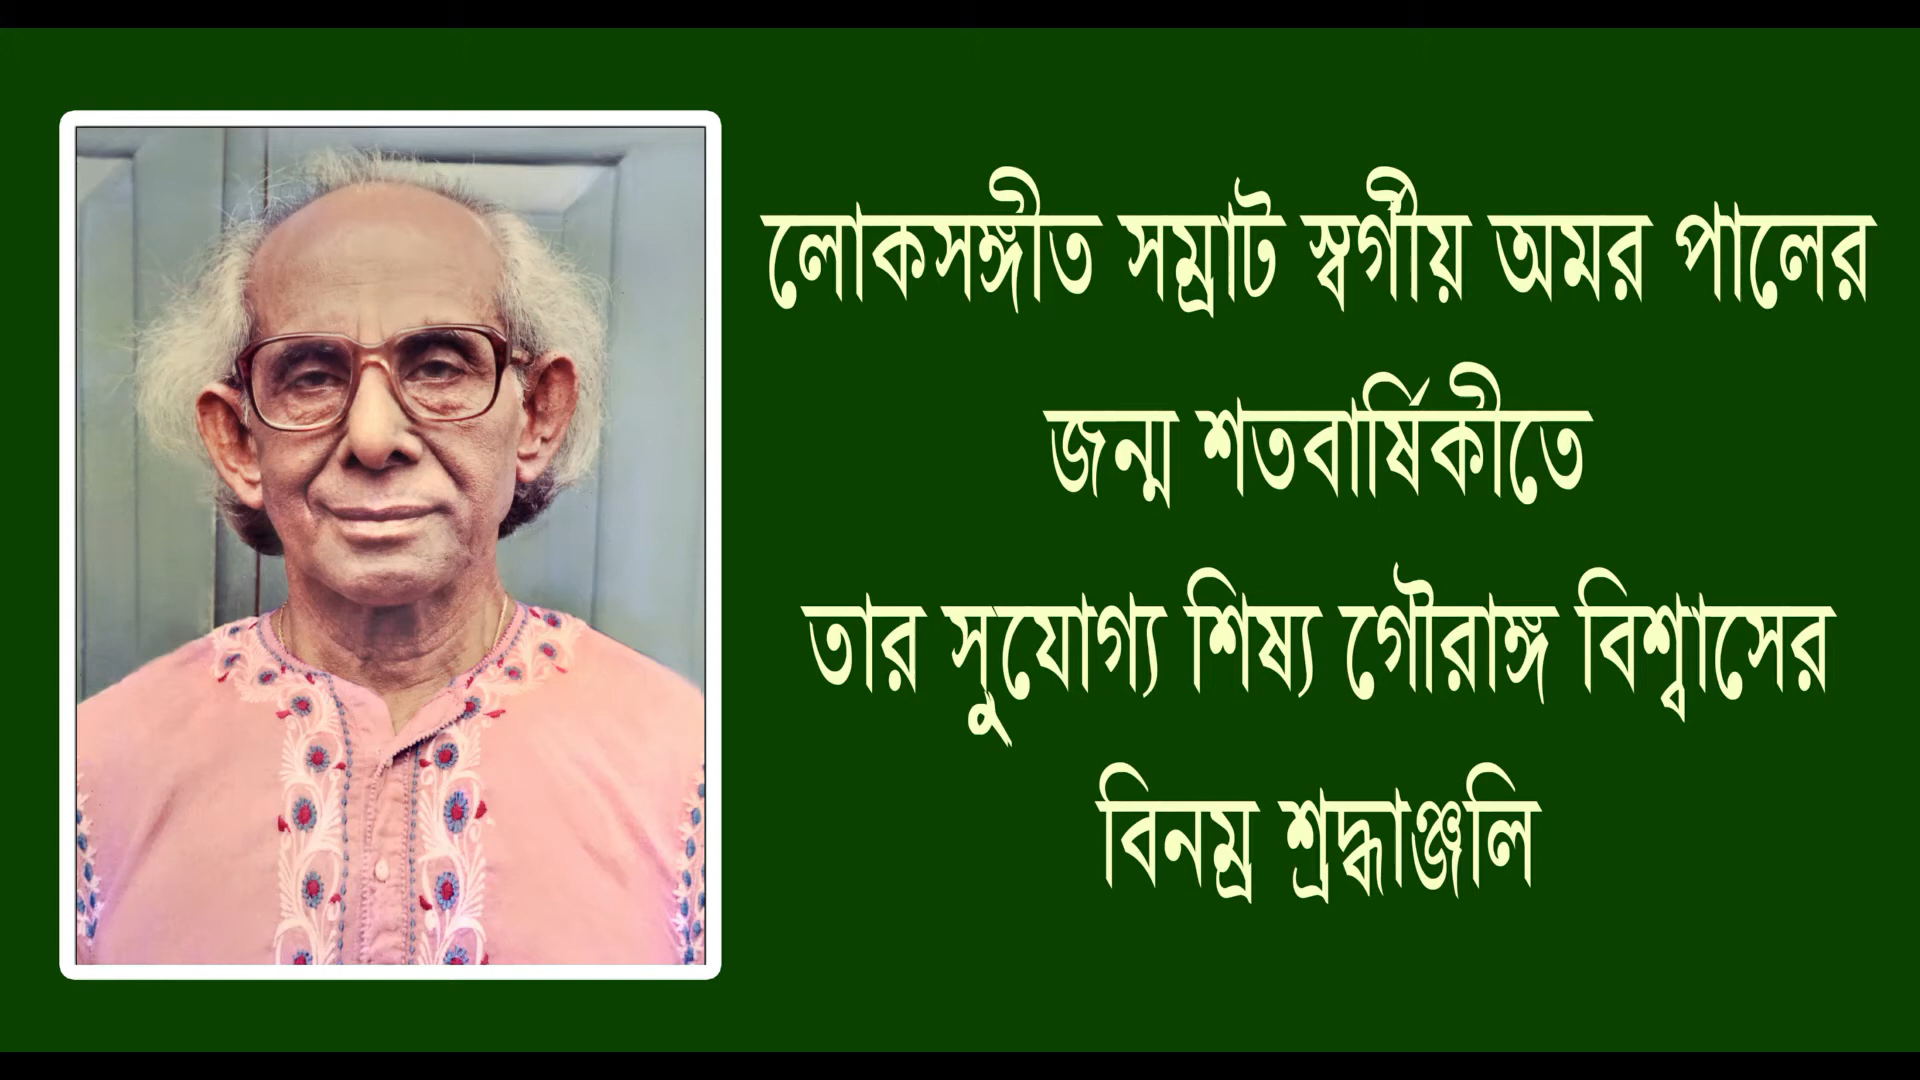 লোকসঙ্গীত সম্রাট স্বর্গীয় অমর পালের
জন্ম শতবার্ষিকীতে
তার সুযোগ্য শিষ্য গৌরাঙ্গ বিশ্বাসের
বিনম্র শ্রদ্ধাঞ্জলি